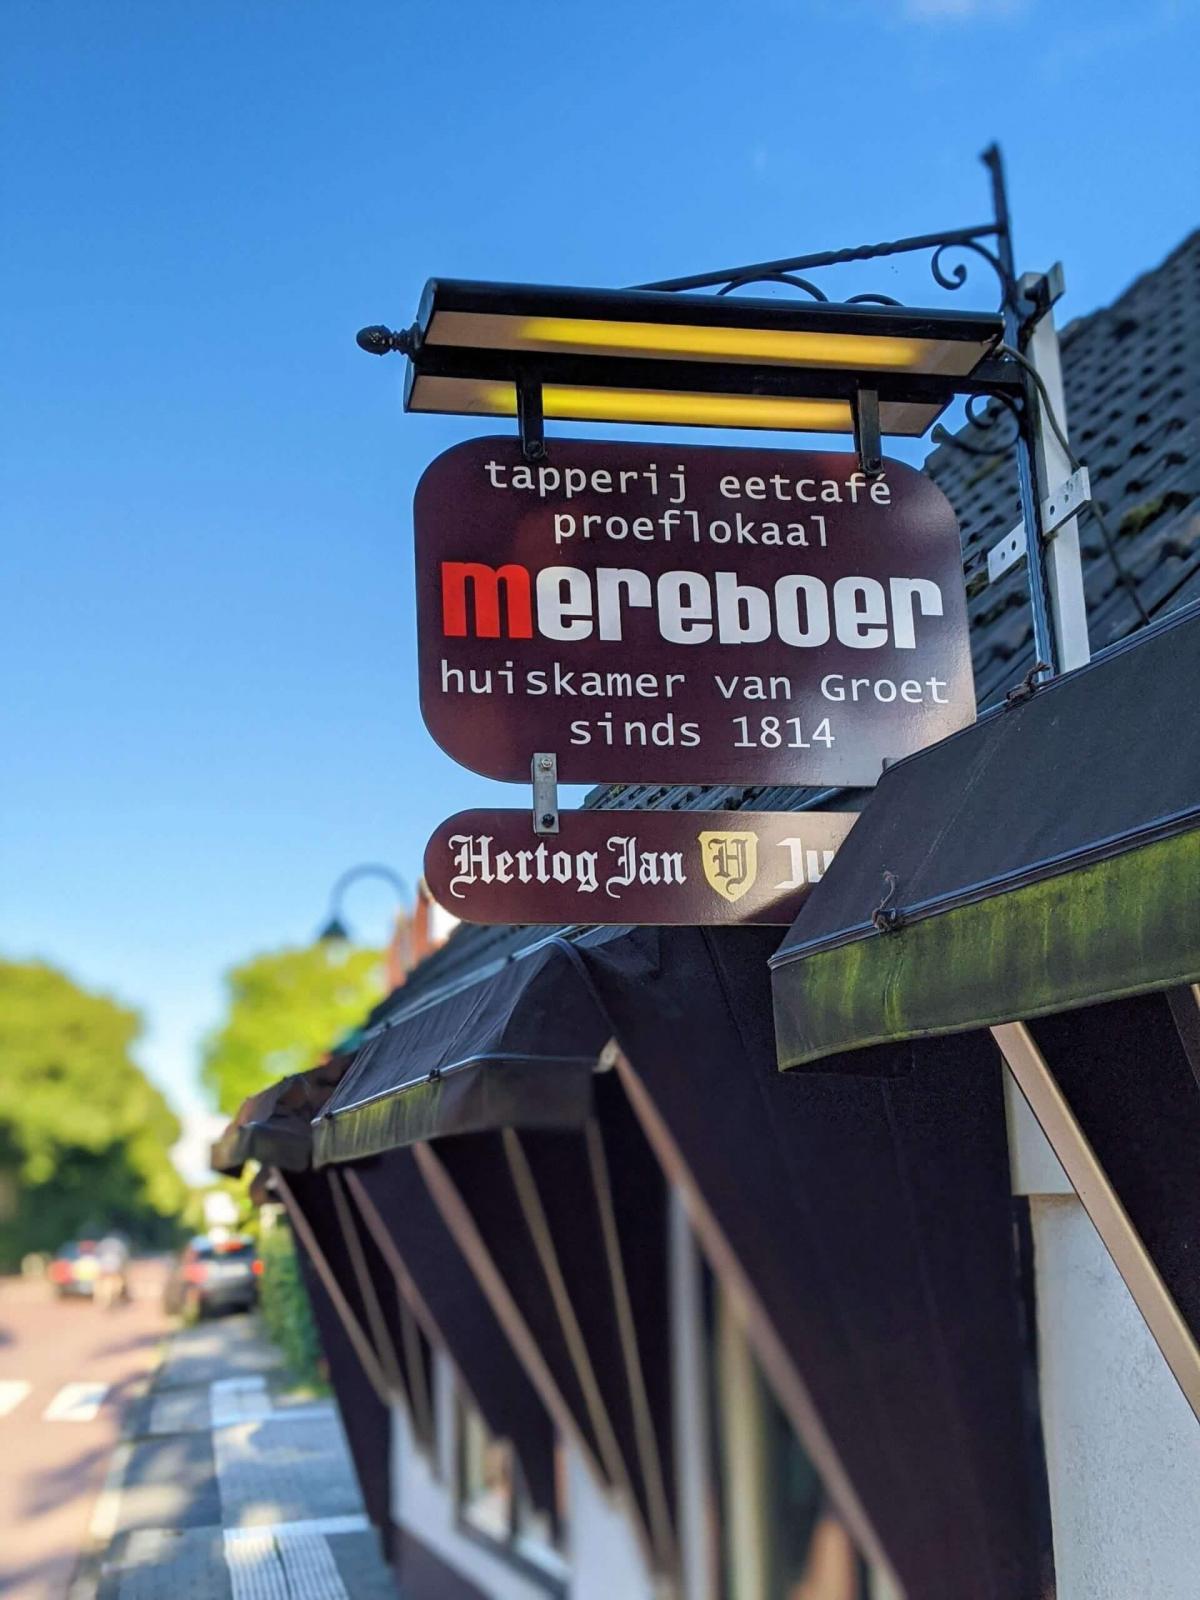 tapperij eetcafé
proeflokaal
mereboer
huiskamer van Groet
sinds 1814
Hertog Jan H